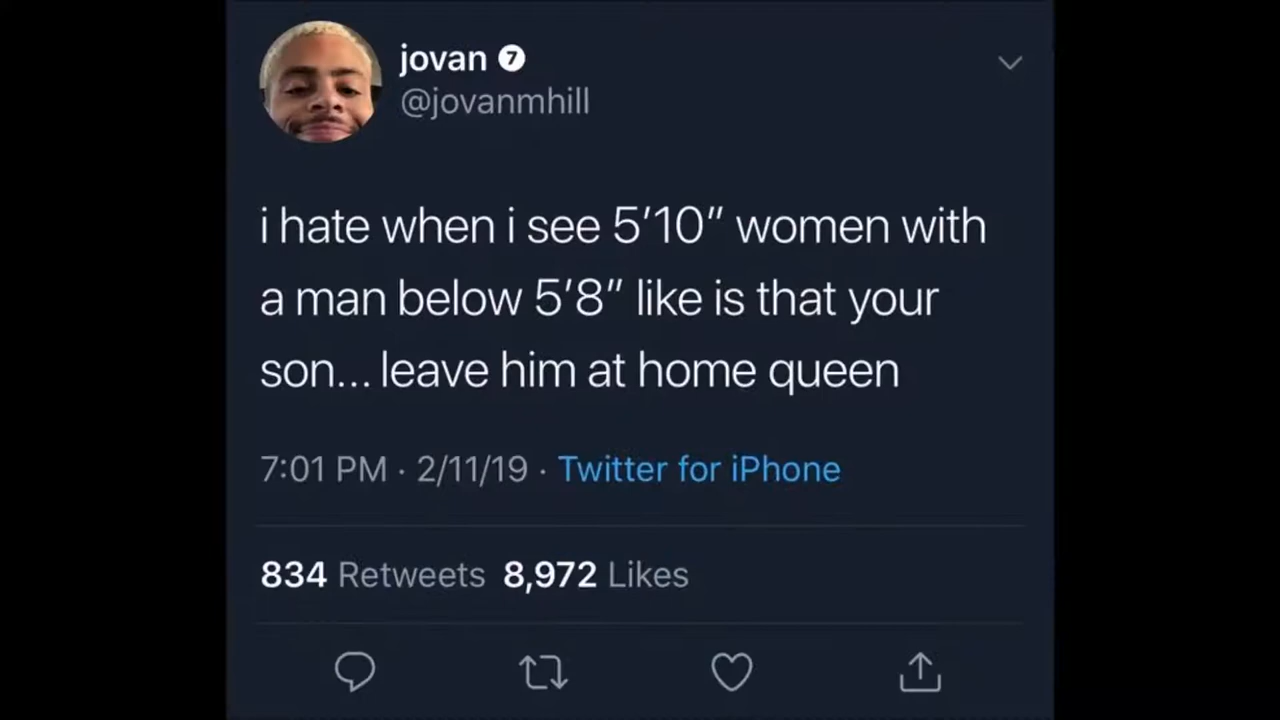 jovan 7
@jovanmhill
i hate when i see 5'10" women with
a man below 5'8" like is that your
son... leave him at home queen
7:01 PM · 2/11/19 · Twitter for iPhone
834 Retweets 8,972 Likes